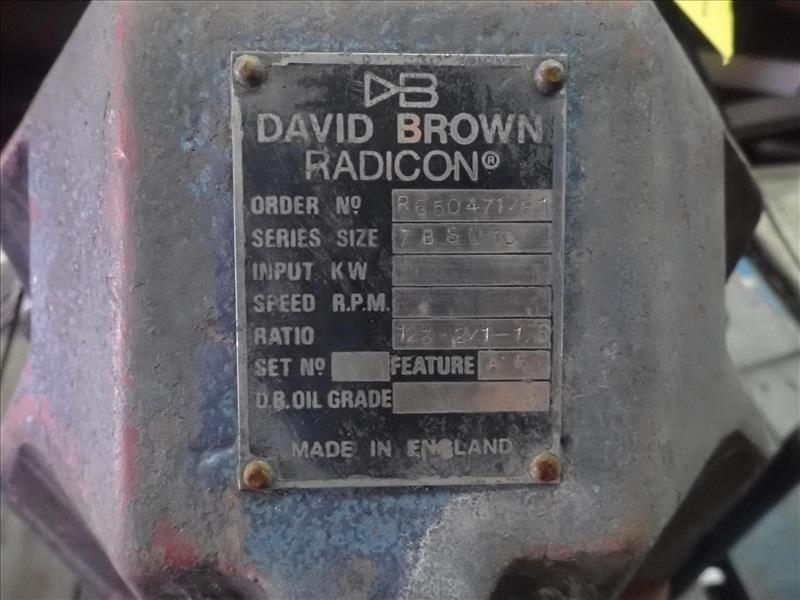 DB
DAVID BROWN
RADICON®
ORDER Nº R650471/
SERIES SIZE
INPUT KW
SPEED R.P.M.
RATIO
SET Nº FEATURE
D.B. OIL GRADE
MADE IN ENGLAND